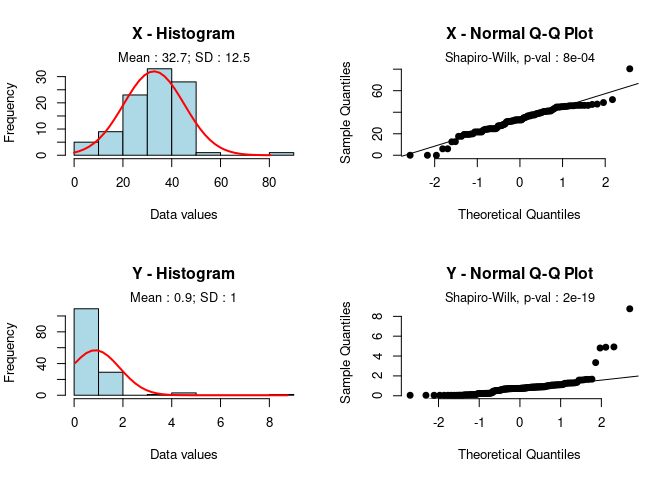 X - Histogram
Mean : 32.7; SD : 12.5
Frequency
0 10 20 30
0 20 40 60 80
Data values
X - Normal Q-Q Plot
Shapiro-Wilk, p-val : 8e-04
Sample Quantiles
0 20 60
-2 -1 0 1 2
Theoretical Quantiles
Y - Histogram
Mean : 0.9; SD : 1
Frequency
0 40 80
0 2 4 6 8
Data values
Y - Normal Q-Q Plot
Shapiro-Wilk, p-val : 2e-19
Sample Quantiles
0 2 4 6 8
-2 -1 0 1 2
Theoretical Quantiles